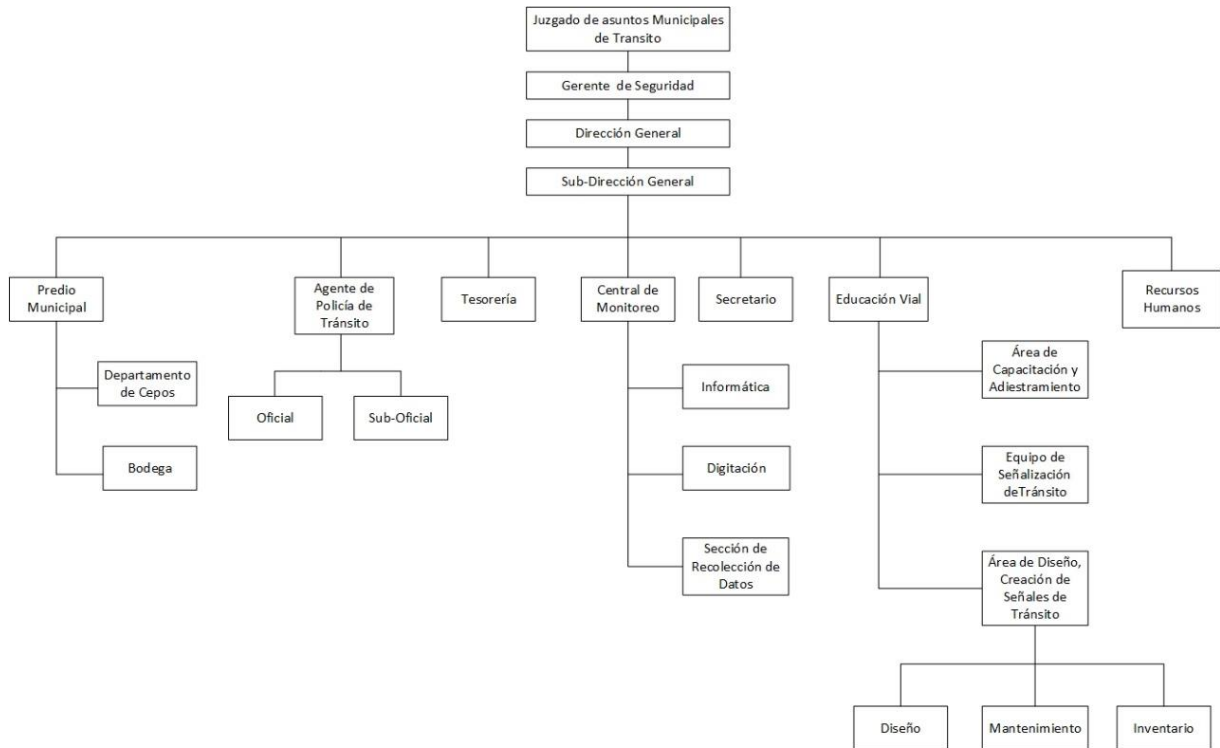 Juzgado de asuntos Municipales
de Transito
Gerente de Seguridad
Dirección General
Sub-Dirección General
Predio
Municipal
Agente de
Policía de
Tránsito
Tesorería
Central de
Monitoreo
Secretario
Educación Vial
Recursos
Humanos
Departamento
de Cepos
Bodega
Oficial
Sub-Oficial
Informática
Digitación
Sección de
Recolección de
Datos
Área de
Capacitación y
Adiestramiento
Equipo de
Señalización
deTránsito
Área de Diseño,
Creación de
Señales de
Tránsito
Diseño
Mantenimiento
Inventario